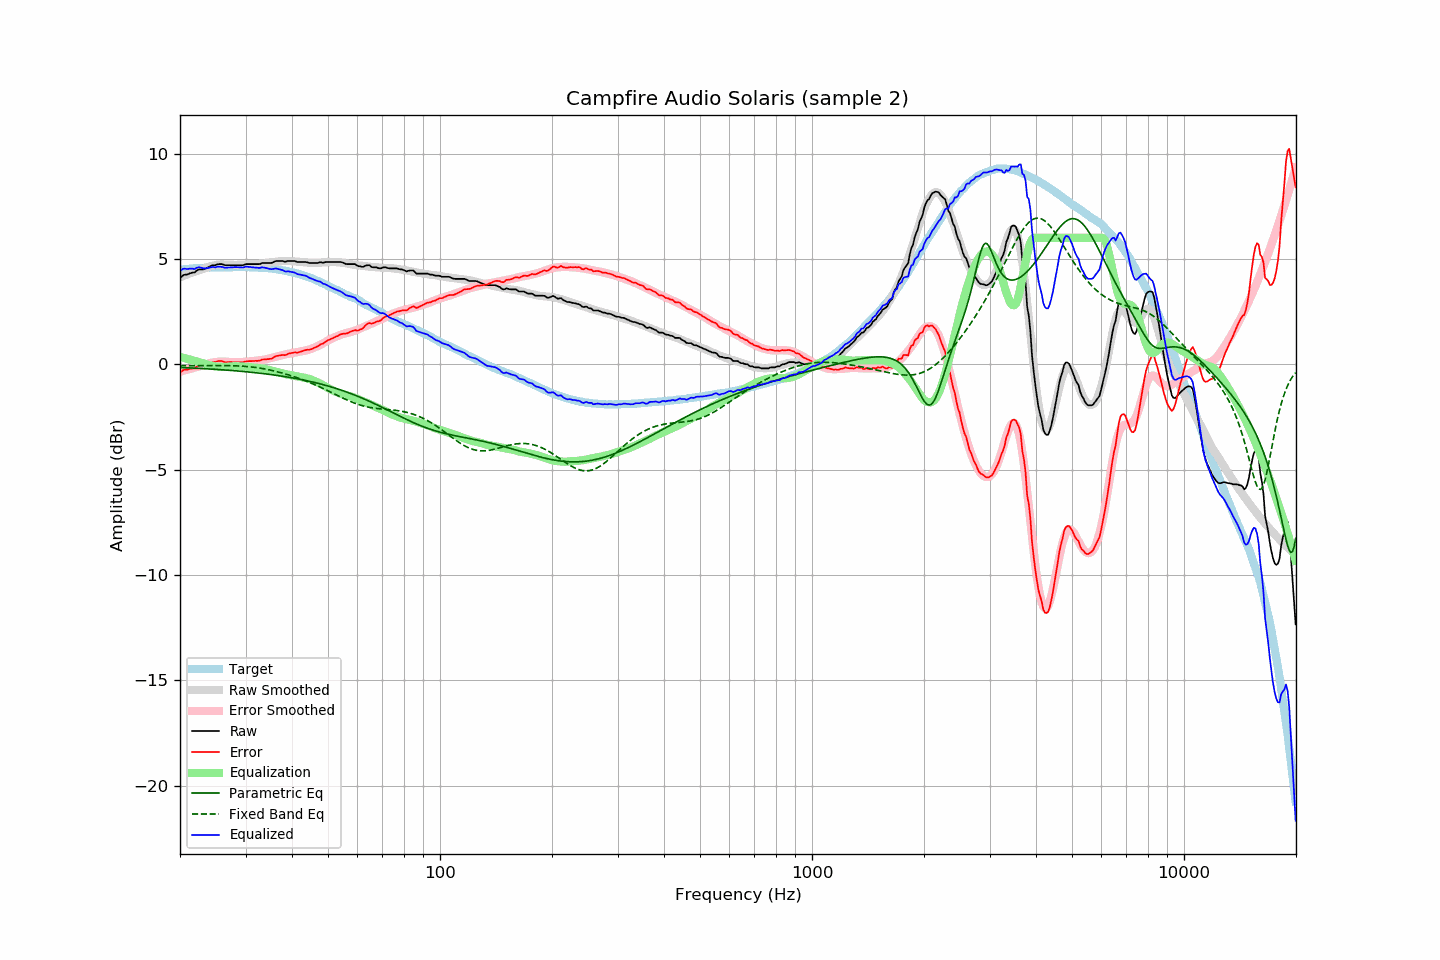 Campfire Audio Solaris (sample 2)
10
5
0
−5
−10
−15
−20
Amplitude (dBr)
Target
Raw Smoothed
Error Smoothed
Raw
Error
Equalization
Parametric Eq
Fixed Band Eq
Equalized
100
1000
10000
Frequency (Hz)